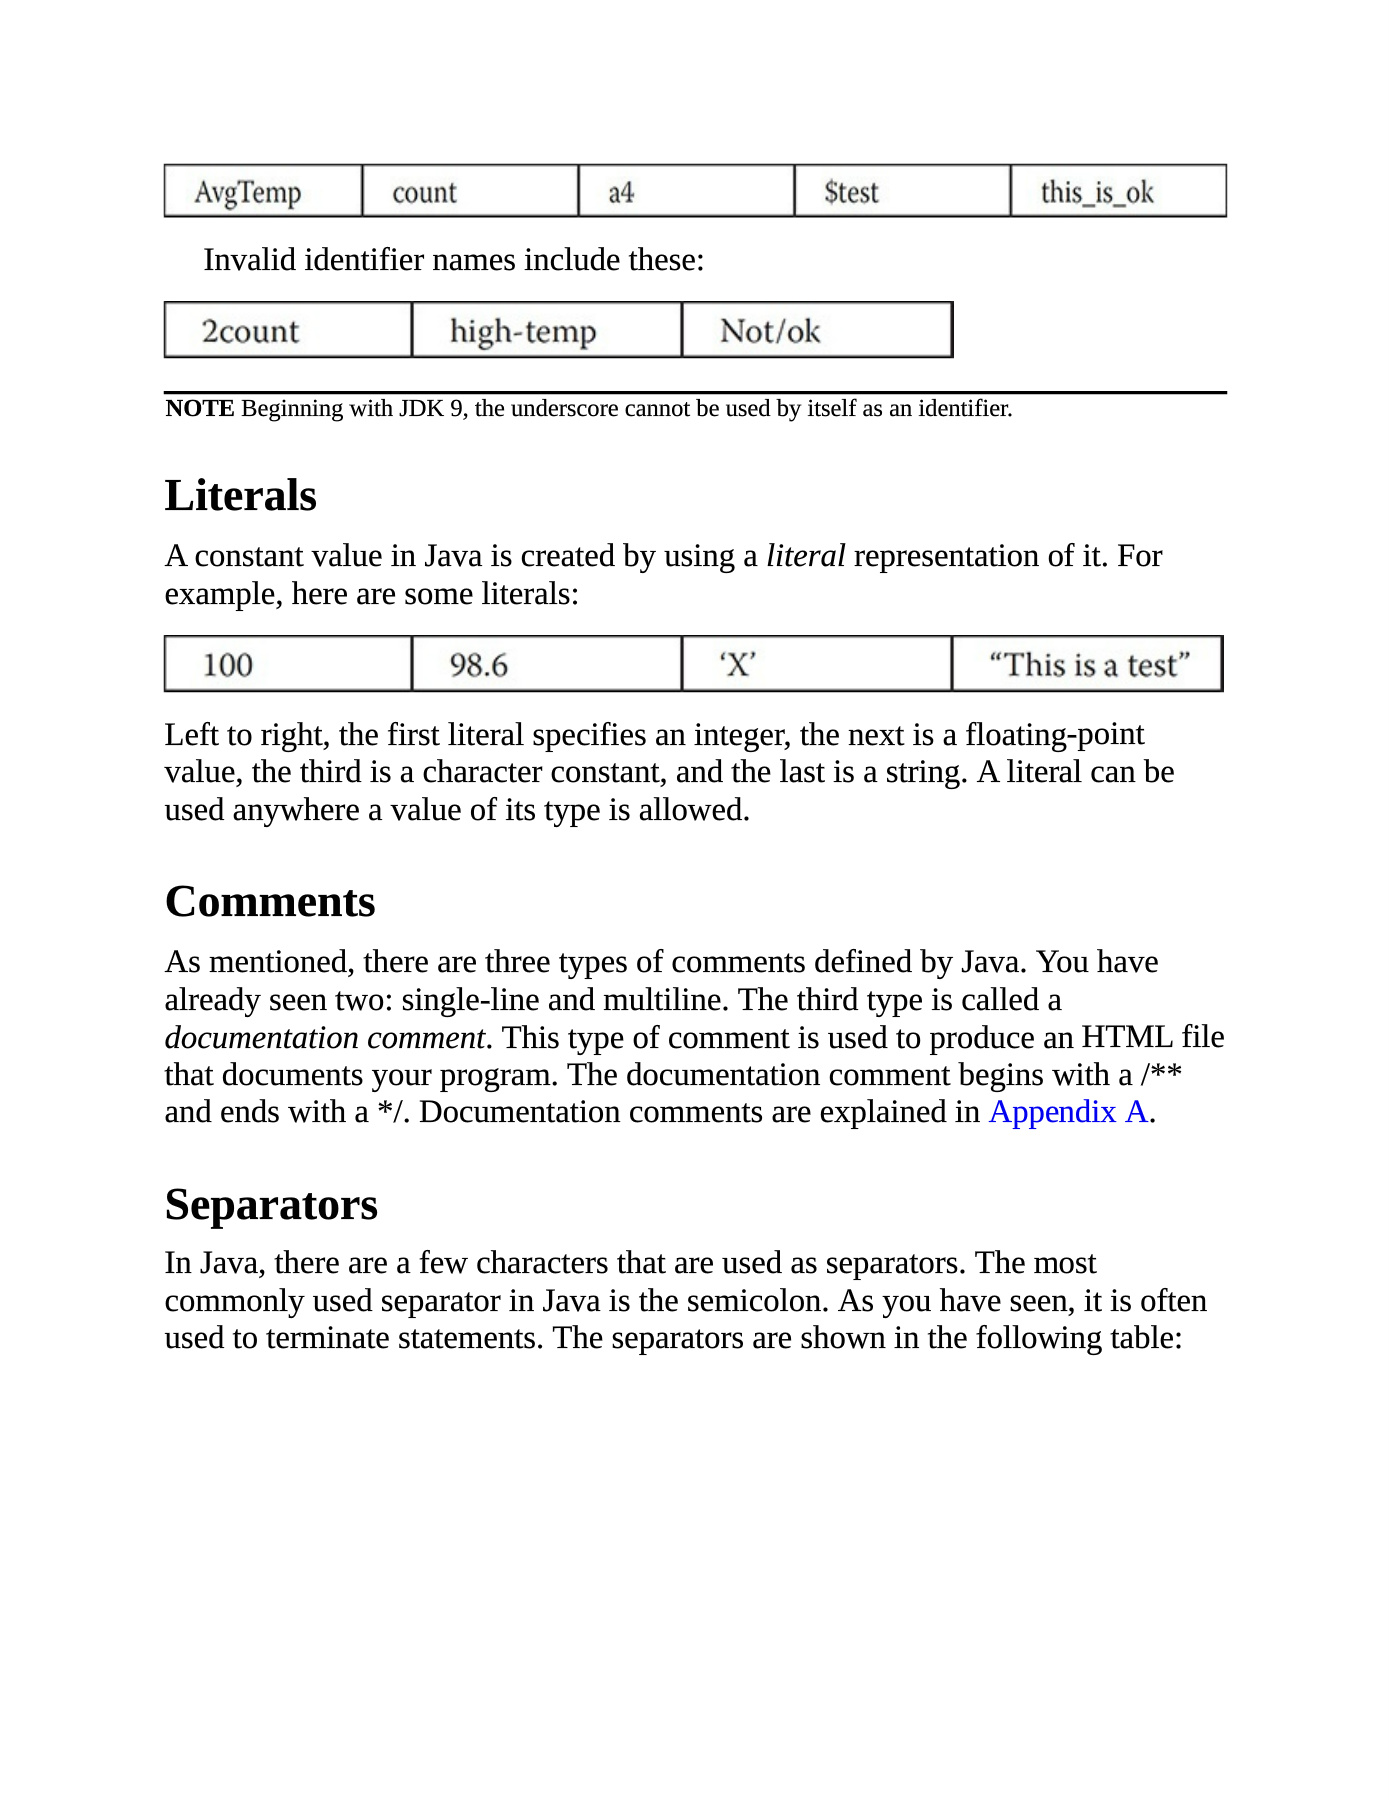 AvgTemp count a4 $test this_is_ok
Invalid identifier names include these:
2count high-temp Not/ok
NOTE Beginning with JDK 9, the underscore cannot be used by itself as an identifier.
Literals
A constant value in Java is created by using a literal representation of it. For
example, here are some literals:
100 98.6 ‘X’ “This is a test”
Left to right, the first literal specifies an integer, the next is a floating-point
value, the third is a character constant, and the last is a string. A literal can be
used anywhere a value of its type is allowed.
Comments
As mentioned, there are three types of comments defined by Java. You have
already seen two: single-line and multiline. The third type is called a
documentation comment. This type of comment is used to produce an HTML file
that documents your program. The documentation comment begins with a /**
and ends with a */. Documentation comments are explained in Appendix A.
Separators
In Java, there are a few characters that are used as separators. The most
commonly used separator in Java is the semicolon. As you have seen, it is often
used to terminate statements. The separators are shown in the following table: